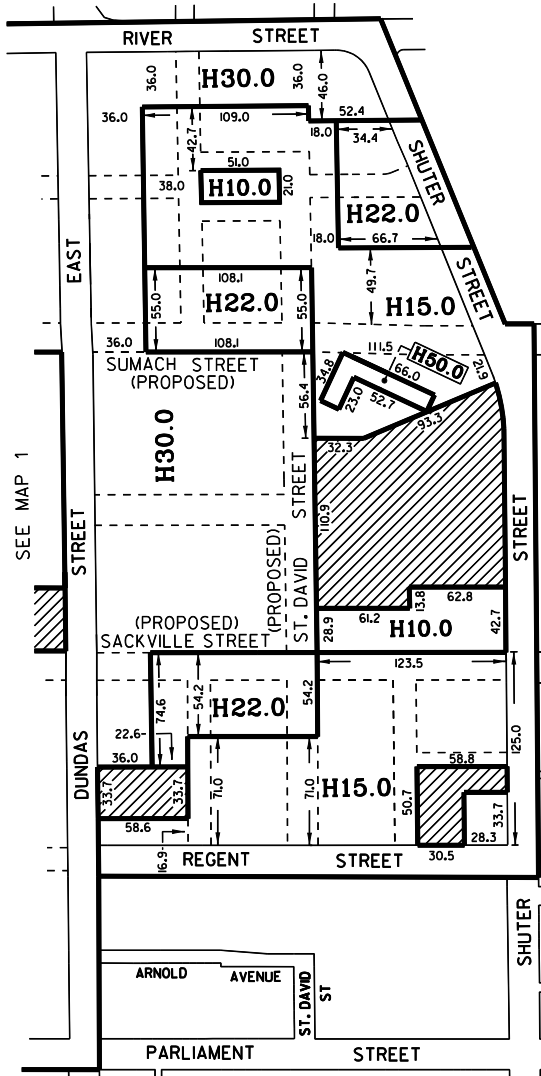 RIVER STREET
36.0
H30.0
36.0
46.0
36.0
109.0
52.4
42.7
18.0
34.4
51.0
38.0
H10.0
21.0
SHUTER
H22.0
18.0
66.7
EAST
49.7
STREET
108.1
55.0
H22.0
55.0
H15.0
36.0
108.1
111.5
H50.0
21.9
SUMACH STREET
(PROPOSED)
56.4
34.8
66.0
23.0
52.7
93.3
H30.0
32.3
SEE MAP 1
STREET
STREET
110.9
STREET
(PROPOSED)
ST. DAVID
13.8
62.8
(PROPOSED)
SACKVILLE STREET
28.9
61.2
H10.0
42.7
123.5
74.6
54.2
H22.0
54.2
22.6
125.0
DUNDAS
36.0
58.8
33.7
33.7
71.0
71.0
H15.0
50.7
33.7
58.6
28.3
16.9
30.5
REGENT STREET
SHUTER
ARNOLD AVENUE
ST. DAVID
ST
PARLIAMENT STREET